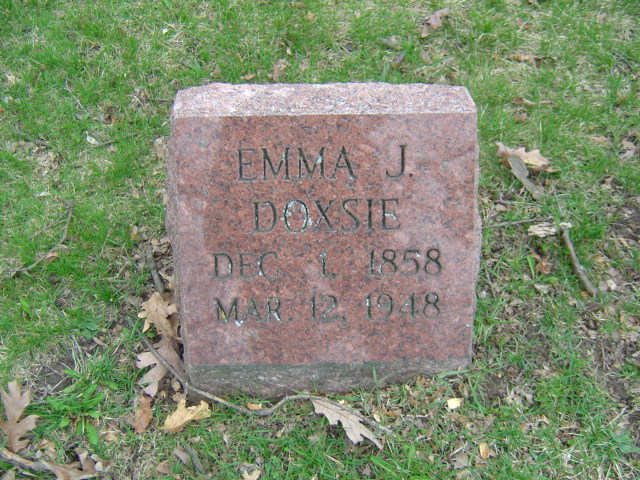 EMMA J.
DOXSIE
DEC. 1, 1858
MAR. 12, 1948